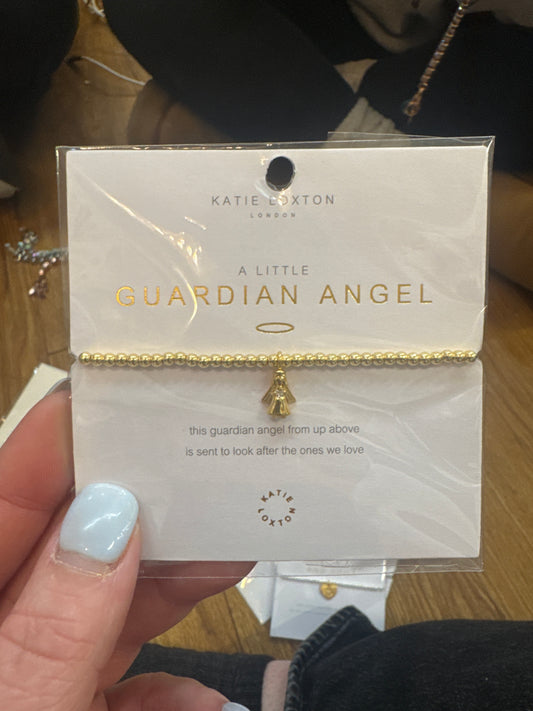 KATIE LOXTON
LONDON
A LITTLE
GUARDIAN ANGEL
this guardian angel from up above
is sent to look after the ones we love
KATIE
LOXTON